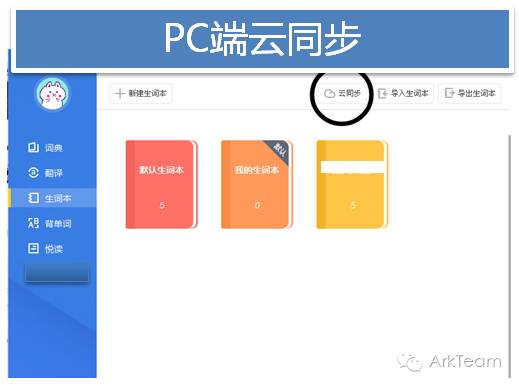 PC端云同步
新建生词本
云同步
导入生词本
导出生词本
词典
翻译
生词本
背单词
悦读
默认生词本
5
我的生词本
默认
0
5
ArkTeam